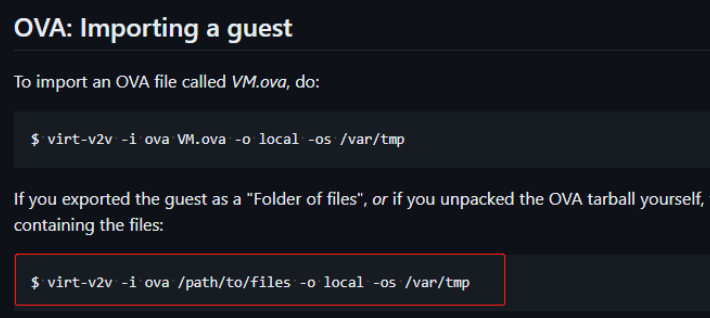 OVA: Importing a guest
To import an OVA file called VM.ova, do:
$ virt-v2v -i ova VM.ova -o local -os /var/tmp
If you exported the guest as a "Folder of files", or if you unpacked the OVA tarball yourself,
containing the files:
$ virt-v2v -i ova /path/to/files -o local -os /var/tmp